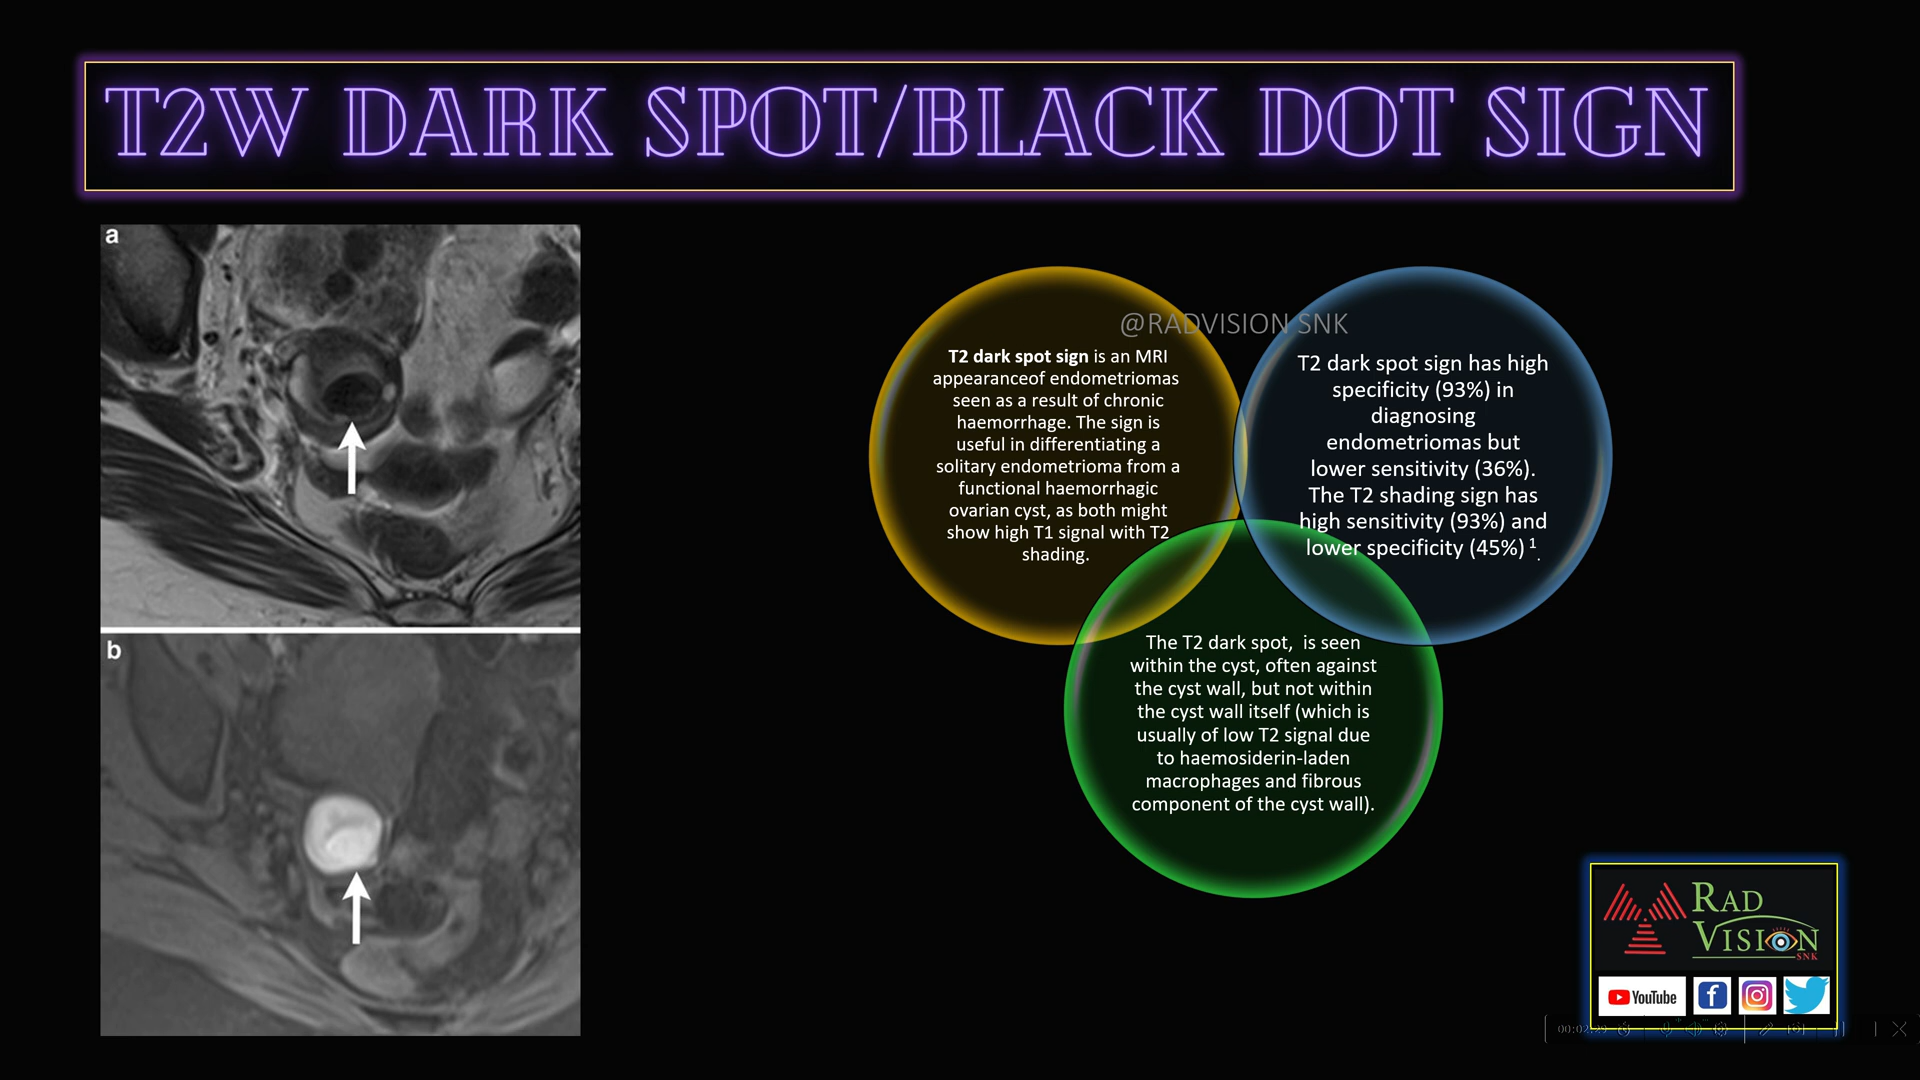 T2W DARK SPOT/BLACK DOT SIGN
a
b
@RADVISION SNK
T2 dark spot sign is an MRI
appearanceof endometriomas
seen as a result of chronic
haemorrhage. The sign is
useful in differentiating a
solitary endometrioma from a
functional haemorrhagic
ovarian cyst, as both might
show high T1 signal with T2
shading.
T2 dark spot sign has high
specificity (93%) in
diagnosing
endometriomas but
lower sensitivity (36%).
The T2 shading sign has
high sensitivity (93%) and
lower specificity (45%) 1.
The T2 dark spot,  is seen
within the cyst, often against
the cyst wall, but not within
the cyst wall itself (which is
usually of low T2 signal due
to haemosiderin-laden
macrophages and fibrous
component of the cyst wall).
RAD
VISION
SNK
YouTube